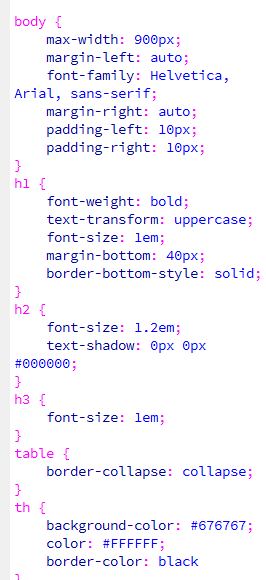 body {
    max-width: 900px;
    margin-left: auto;
    font-family: Helvetica,
Arial, sans-serif;
    margin-right: auto;
    padding-left: 10px;
    padding-right: 10px;
}
h1 {
    font-weight: bold;
    text-transform: uppercase;
    font-size: 1em;
    margin-bottom: 40px;
    border-bottom-style: solid;
}
h2 {
    font-size: 1.2em;
    text-shadow: 0px 0px
#000000;
}
h3 {
    font-size: 1em;
}
table {
    border-collapse: collapse;
}
th {
    background-color: #676767;
    color: #FFFFFF;
    border-color: black
}